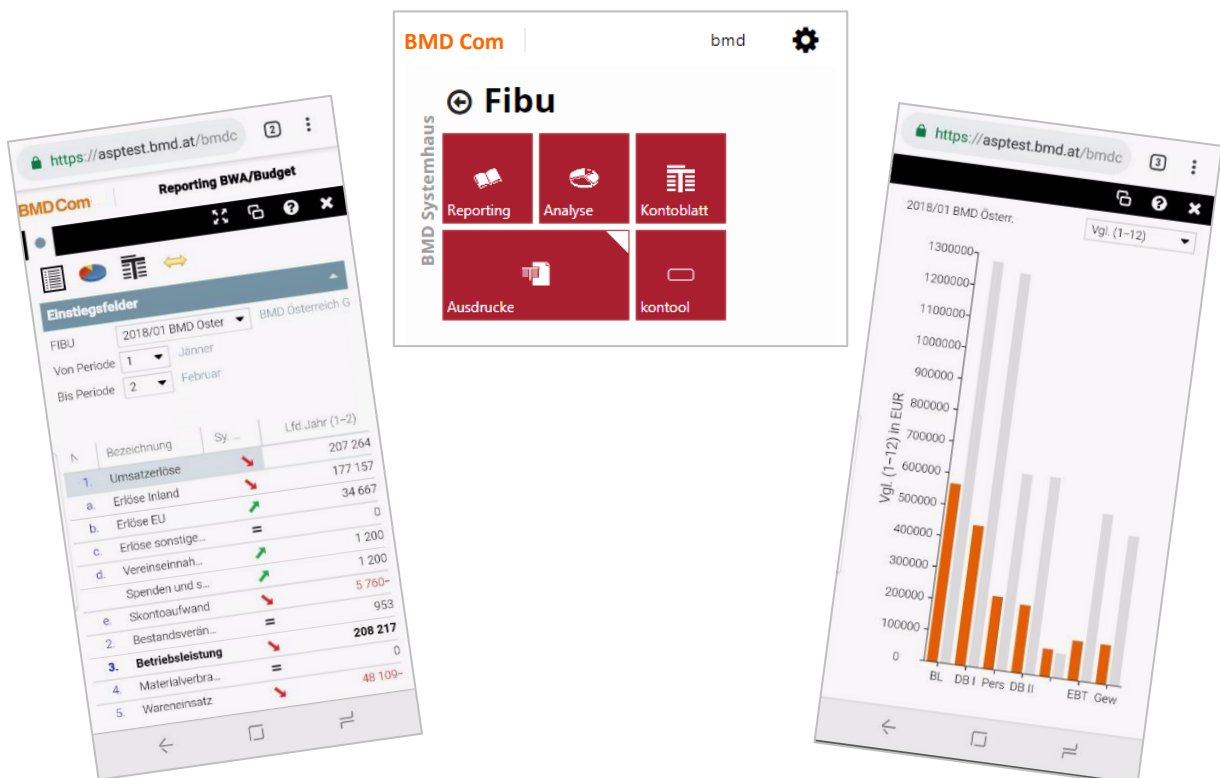 https://asptest.bmd.at/bmdc
2
BMD Com
Reporting BWA/Budget
Einstiegsfelder
FIBU 2018/01 BMD Öster BMD Österreich G
Von Periode 1 Jänner
Bis Periode 2 Februar
Bezeichnung Sy. ... Lfd.Jahr (1-2)
1. Umsatzerlöse 207 264
a. Erlöse Inland 177 157
b. Erlöse EU 34 667
c. Erlöse sonstige... = 0
d. Vereinseinnah... 1 200
Spenden und s... 1 200
e. Skontoaufwand 5 760-
2. Bestandsverän... = 953
3. Betriebsleistung 208 217
4. Materialverbra... = 0
5. Wareneinsatz 48 109-
BMD Com
bmd
Fibu
BMD Systemhaus
Reporting
Analyse
Kontoblatt
Ausdrucke
kontool
https://asptest.bmd.at/bmdc
3
2018/01 BMD Österr.
Vgl. (1-12)
Vgl. (1-12) in EUR
1300000
1200000
1100000
1000000
900000
800000
700000
600000
500000
400000
300000
200000
100000
0
BL DB I Pers DB II EBT Gew